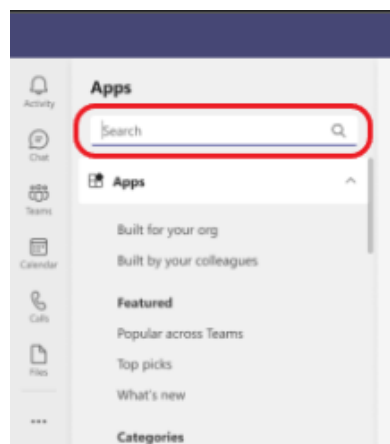 Activity
Chat
Teams
Calendar
Calls
Files
Apps
Search
Apps
Built for your org
Built by your colleagues
Featured
Popular across Teams
Top picks
What's new
Categories